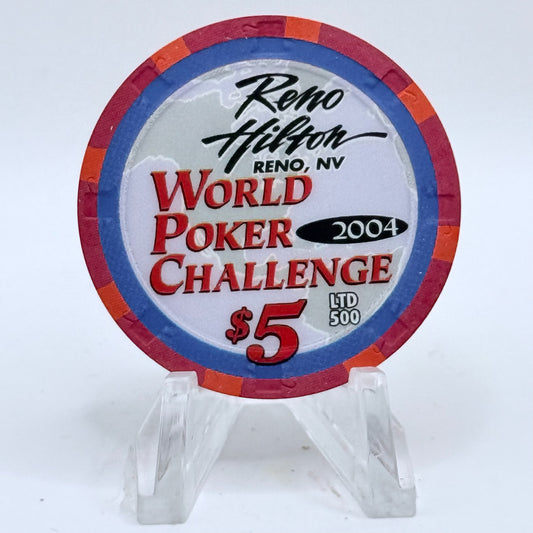 Reno
Hilton
RENO, NV
WORLD
POKER 2004
CHALLENGE
$5 LTD
500